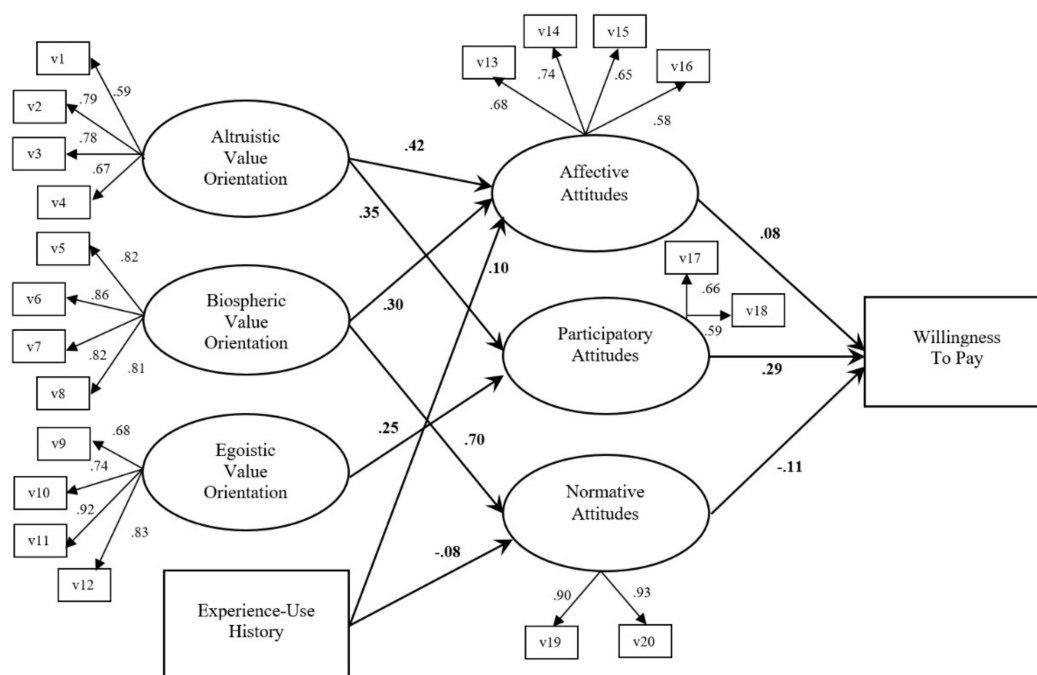 v1
.59
v2
.79
v3
.78
v4
.67
Altruistic
Value
Orientation
v5
.82
v6
.86
v7
.82
v8
.81
Biospheric
Value
Orientation
v9
.68
v10
.74
v11
.92
v12
.83
Egoistic
Value
Orientation
Experience-Use
History
.42
.35
.30
.10
.25
.70
-.08
v13
.68
v14
.74
v15
.65
v16
.58
Affective
Attitudes
v17
.66
v18
.59
Participatory
Attitudes
Normative
Attitudes
.90
.93
v19
v20
.08
.29
-.11
Willingness
To Pay